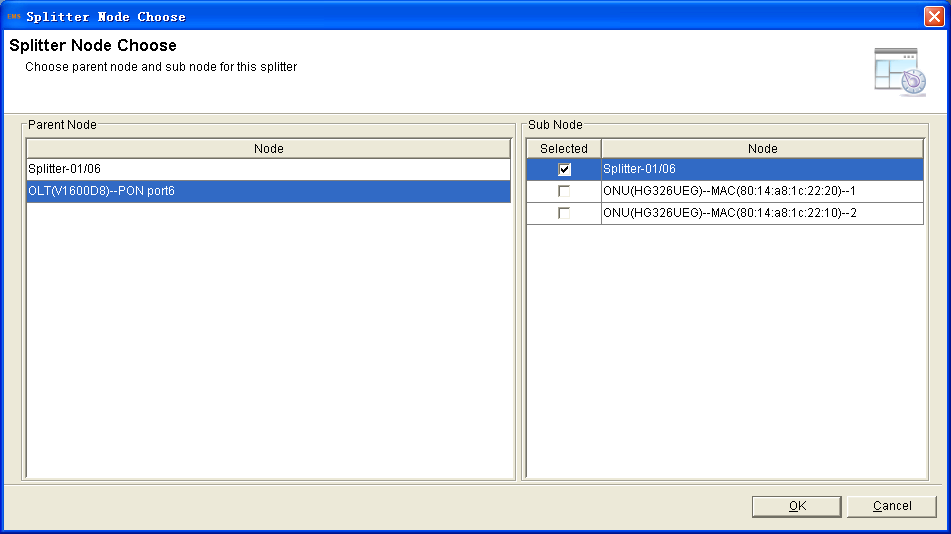 EMS Splitter Node Choose
Splitter Node Choose
Choose parent node and sub node for this splitter
Parent Node
Node
Splitter-01/06
OLT(V1600D8)--PON port6
Sub Node
Selected Node
Splitter-01/06
ONU(HG326UEG)--MAC(80:14:a8:1c:22:20)--1
ONU(HG326UEG)--MAC(80:14:a8:1c:22:10)--2
OK Cancel